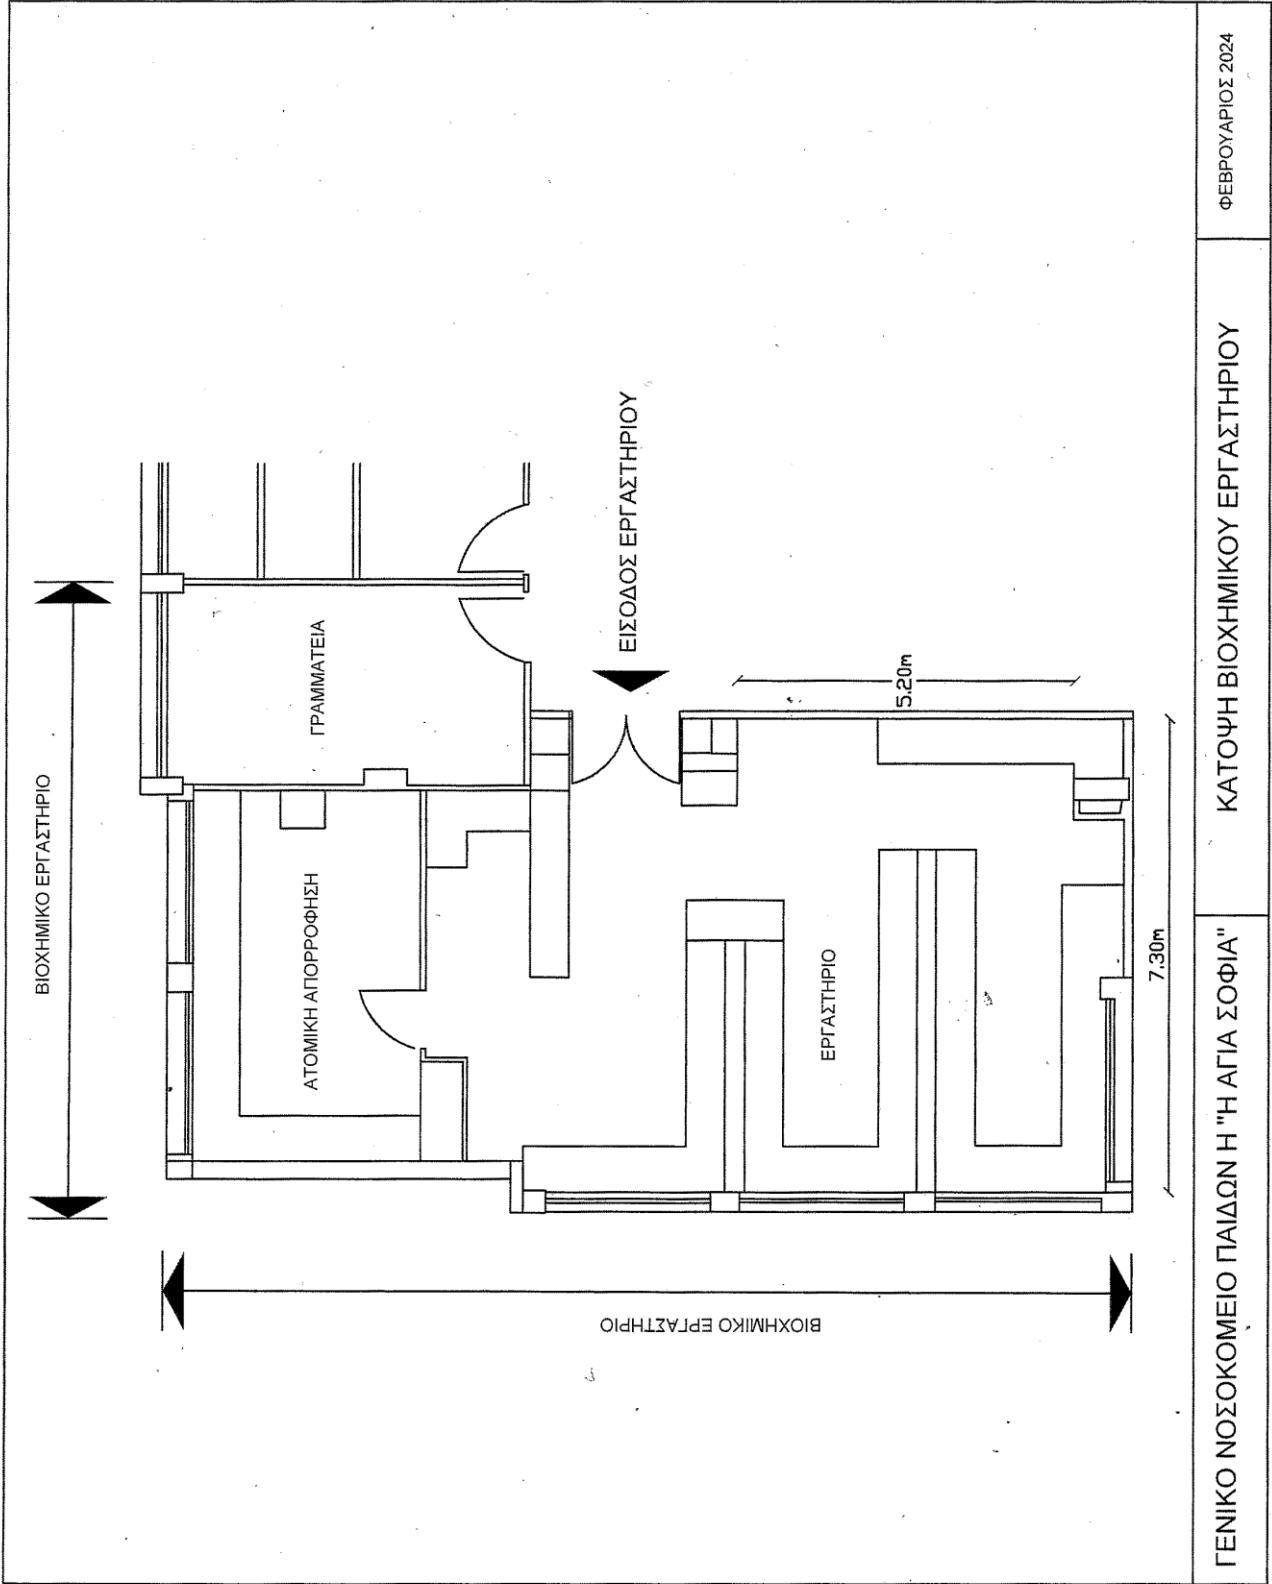 ΒΙΟΧΗΜΙΚΟ ΕΡΓΑΣΤΗΡΙΟ
ΒΙΟΧΗΜΙΚΟ ΕΡΓΑΣΤΗΡΙΟ
ΑΤΟΜΙΚΗ ΑΠΟΡΡΟΦΗΣΗ
ΓΡΑΜΜΑΤΕΙΑ
ΕΙΣΟΔΟΣ ΕΡΓΑΣΤΗΡΙΟΥ
ΕΡΓΑΣΤΗΡΙΟ
5.20m
7.30m
ΓΕΝΙΚΟ ΝΟΣΟΚΟΜΕΙΟ ΠΑΙΔΩΝ Η "Η ΑΓΙΑ ΣΟΦΙΑ"
ΚΑΤΟΨΗ ΒΙΟΧΗΜΙΚΟΥ ΕΡΓΑΣΤΗΡΙΟΥ
ΦΕΒΡΟΥΑΡΙΟΣ 2024